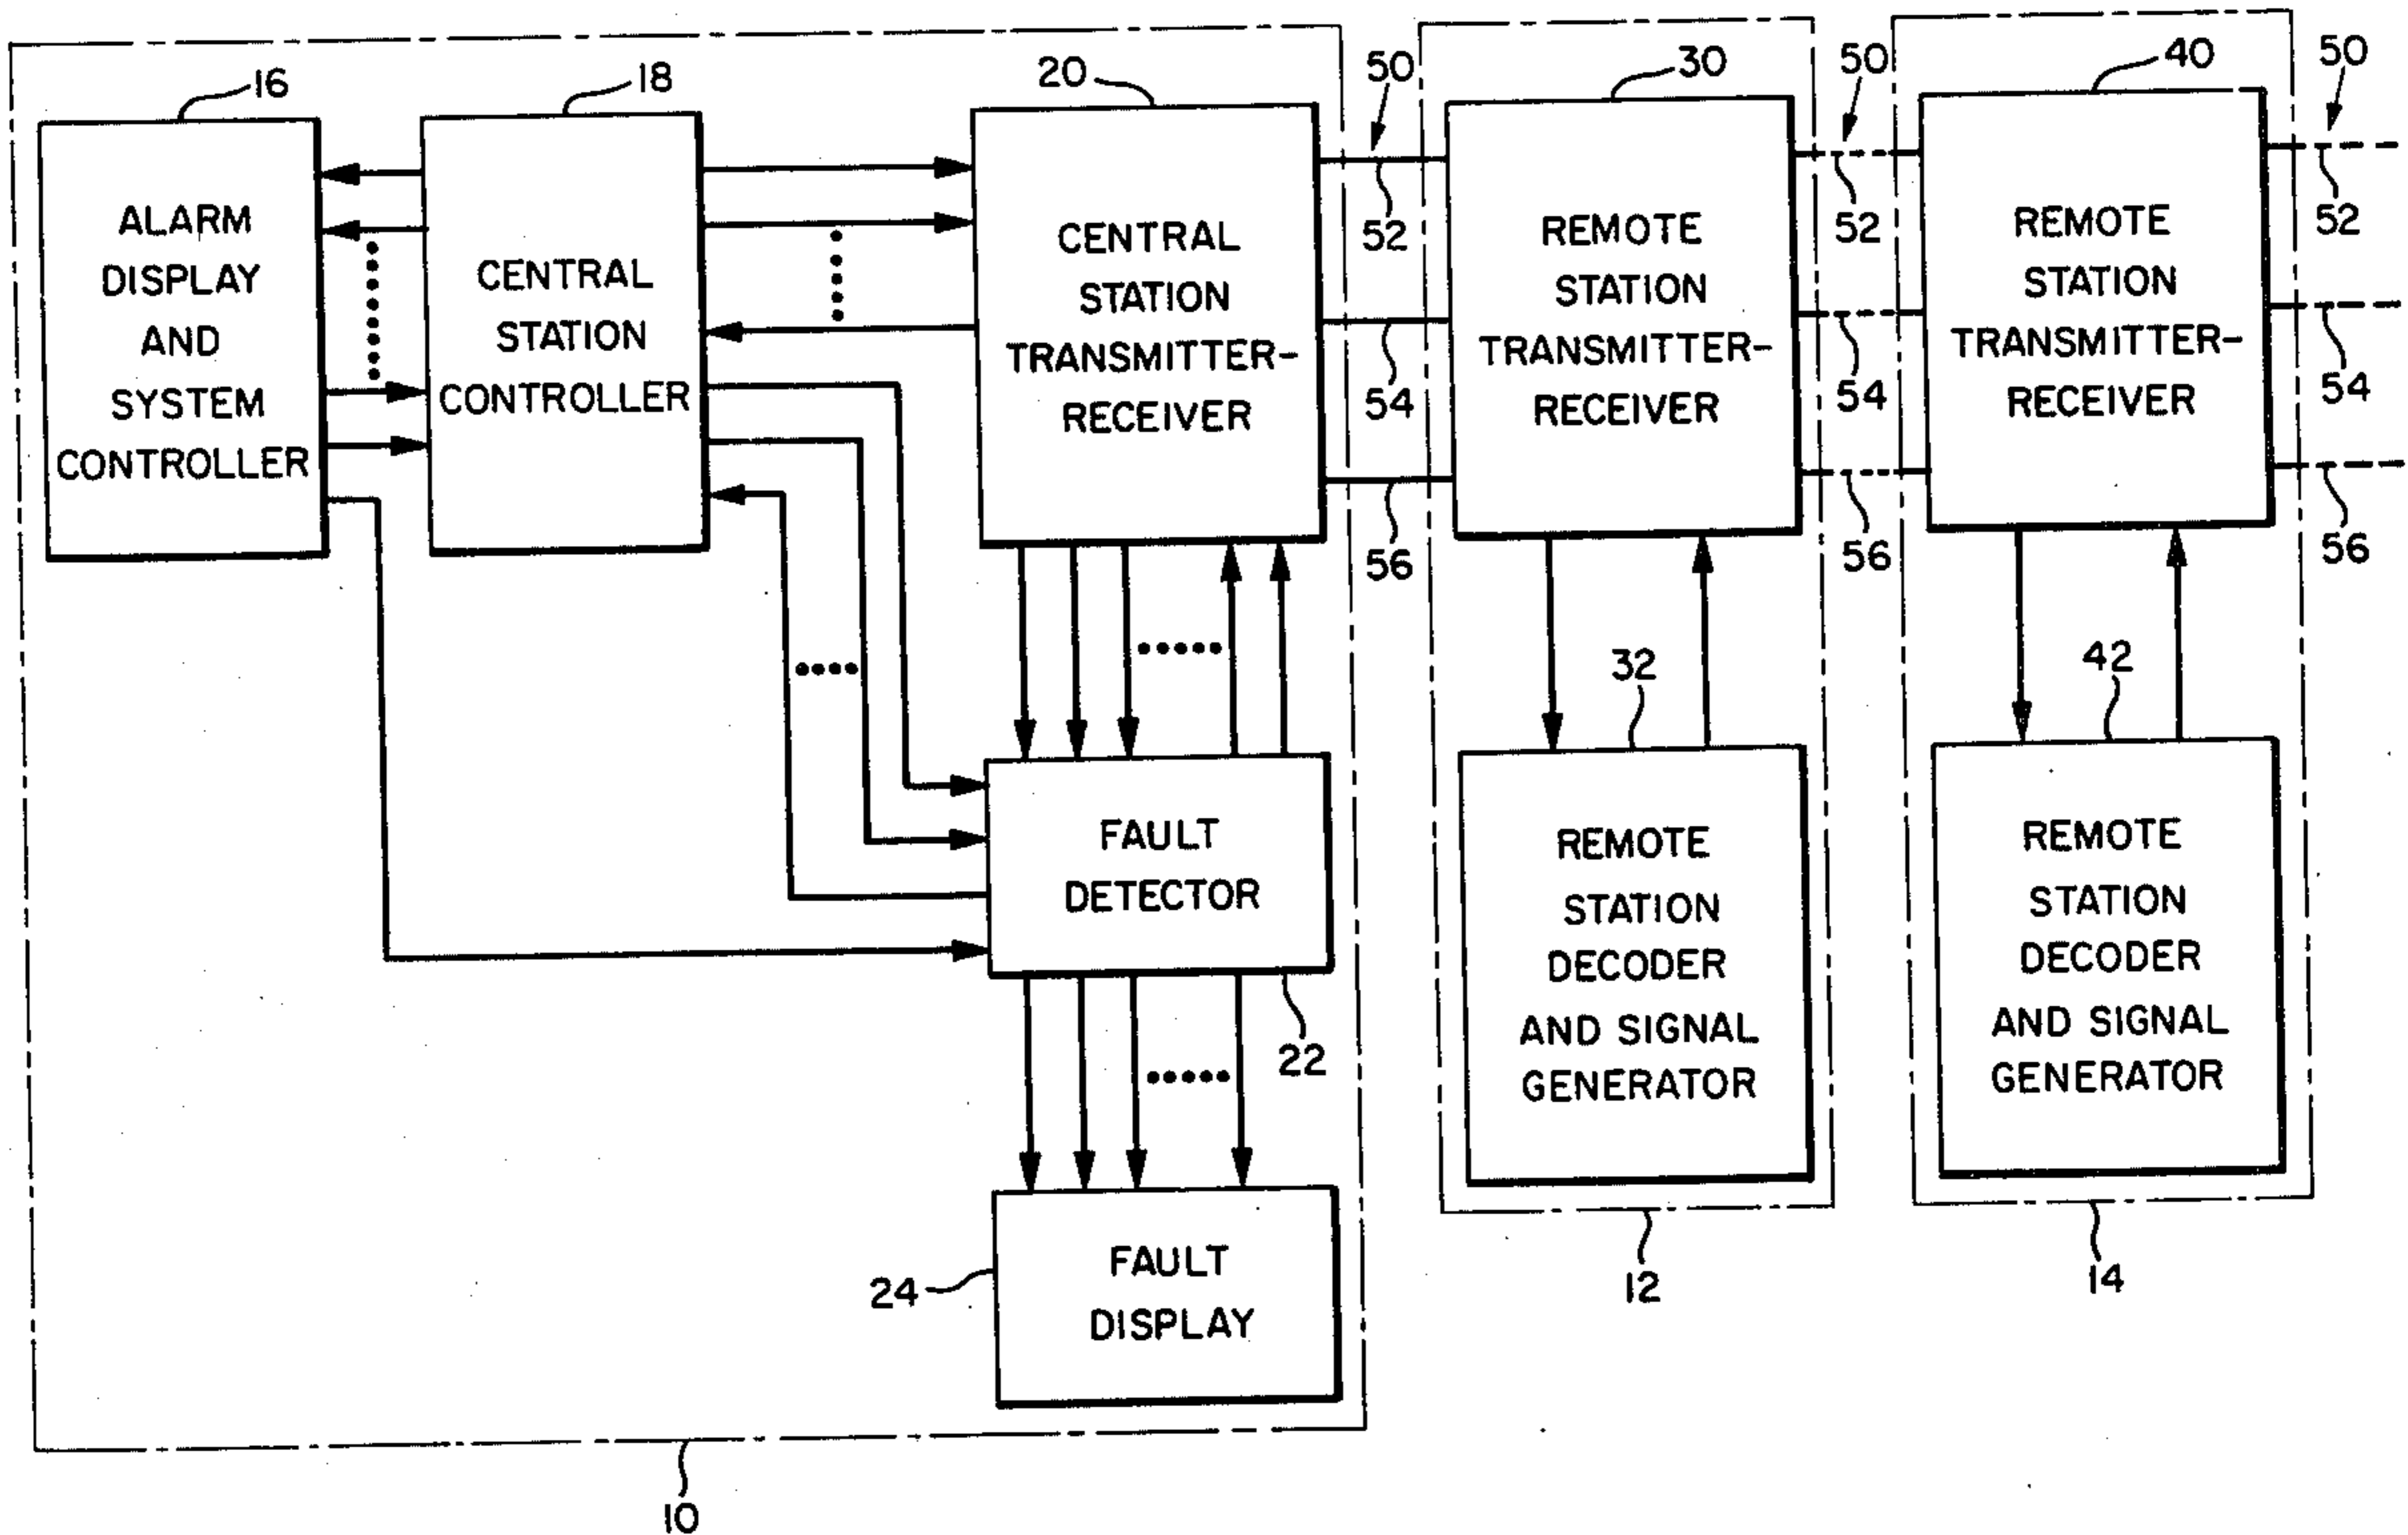 16
18
20
50
30
50
40
50
ALARM
DISPLAY
AND
SYSTEM
CONTROLLER
CENTRAL
STATION
CONTROLLER
CENTRAL
STATION
TRANSMITTER-
RECEIVER
52
54
56
REMOTE
STATION
TRANSMITTER-
RECEIVER
52
54
56
REMOTE
STATION
TRANSMITTER-
RECEIVER
52
54
56
32
42
FAULT
DETECTOR
22
REMOTE
STATION
DECODER
AND SIGNAL
GENERATOR
REMOTE
STATION
DECODER
AND SIGNAL
GENERATOR
24
FAULT
DISPLAY
12
14
10